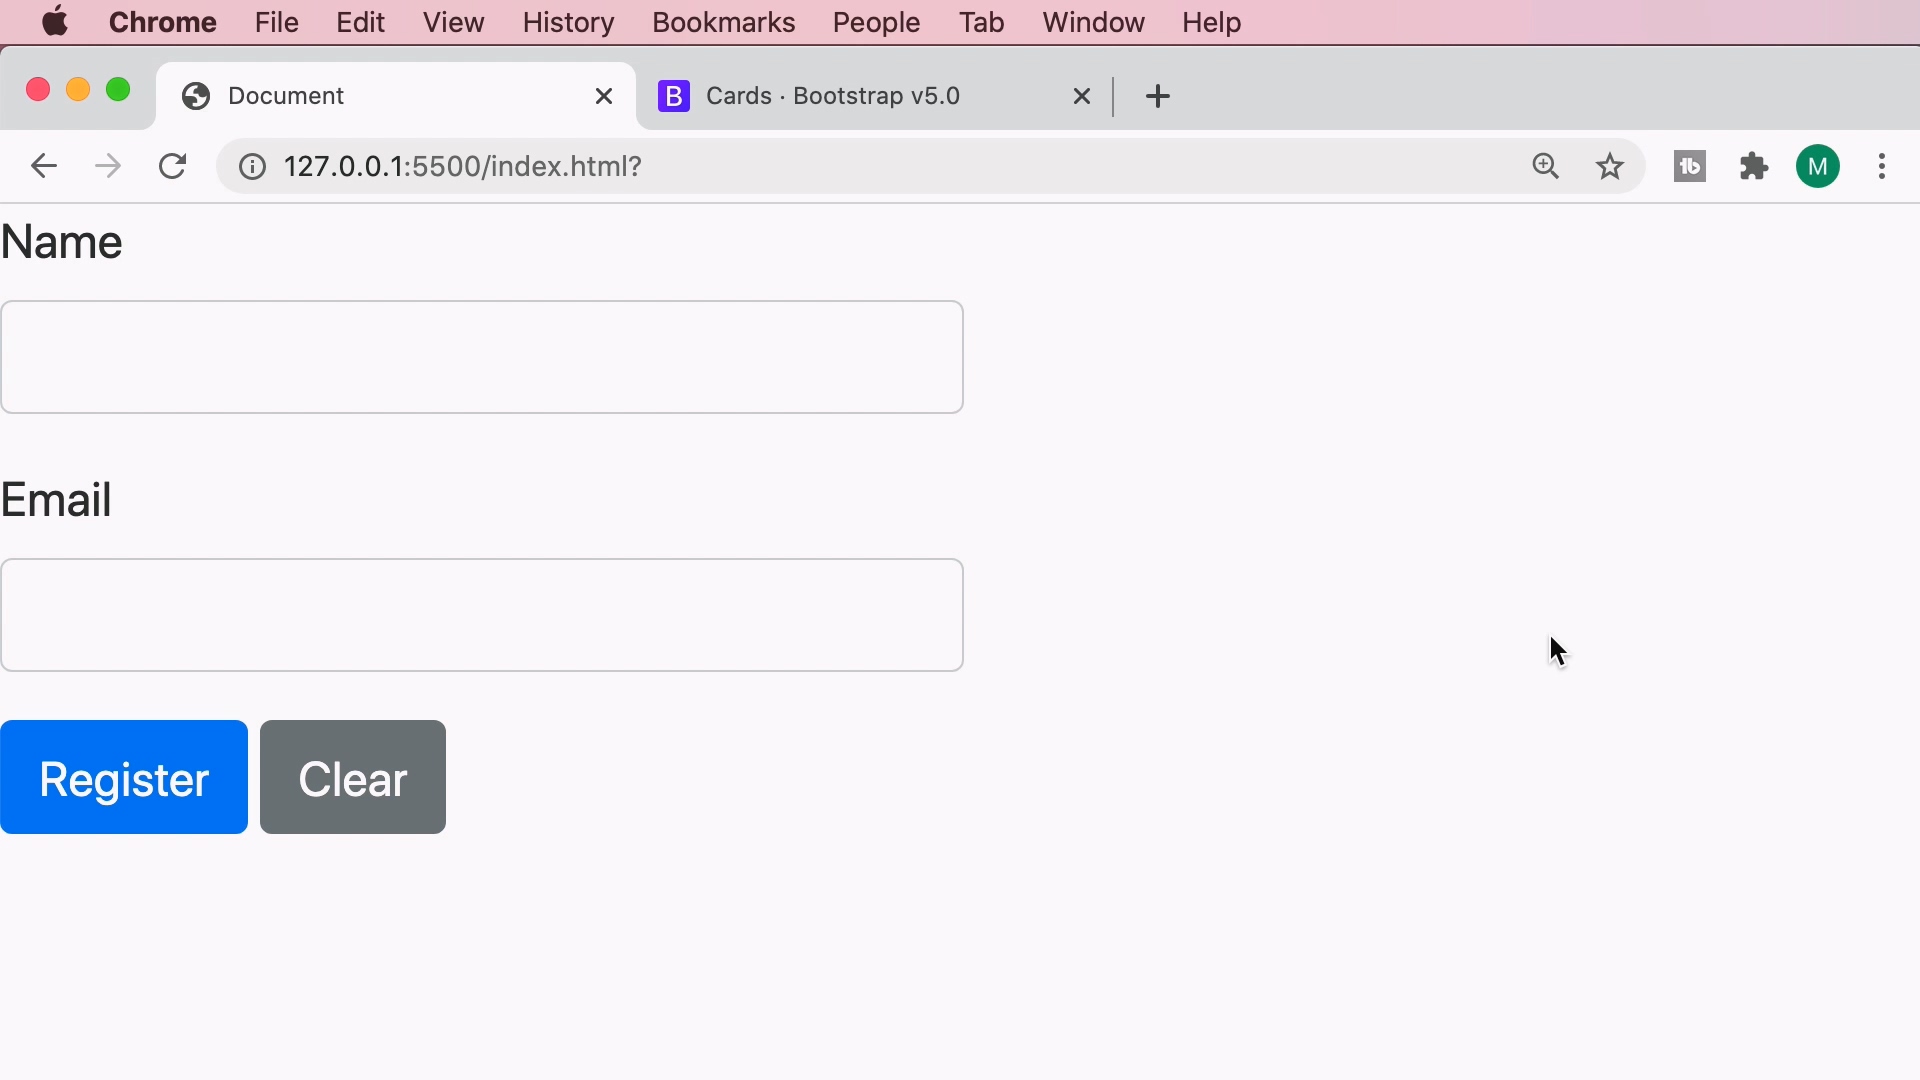 Chrome File Edit View History Bookmarks People Tab Window Help
Document
B Cards · Bootstrap v5.0
127.0.0.1:5500/index.html?
M
Name
Email
Register Clear